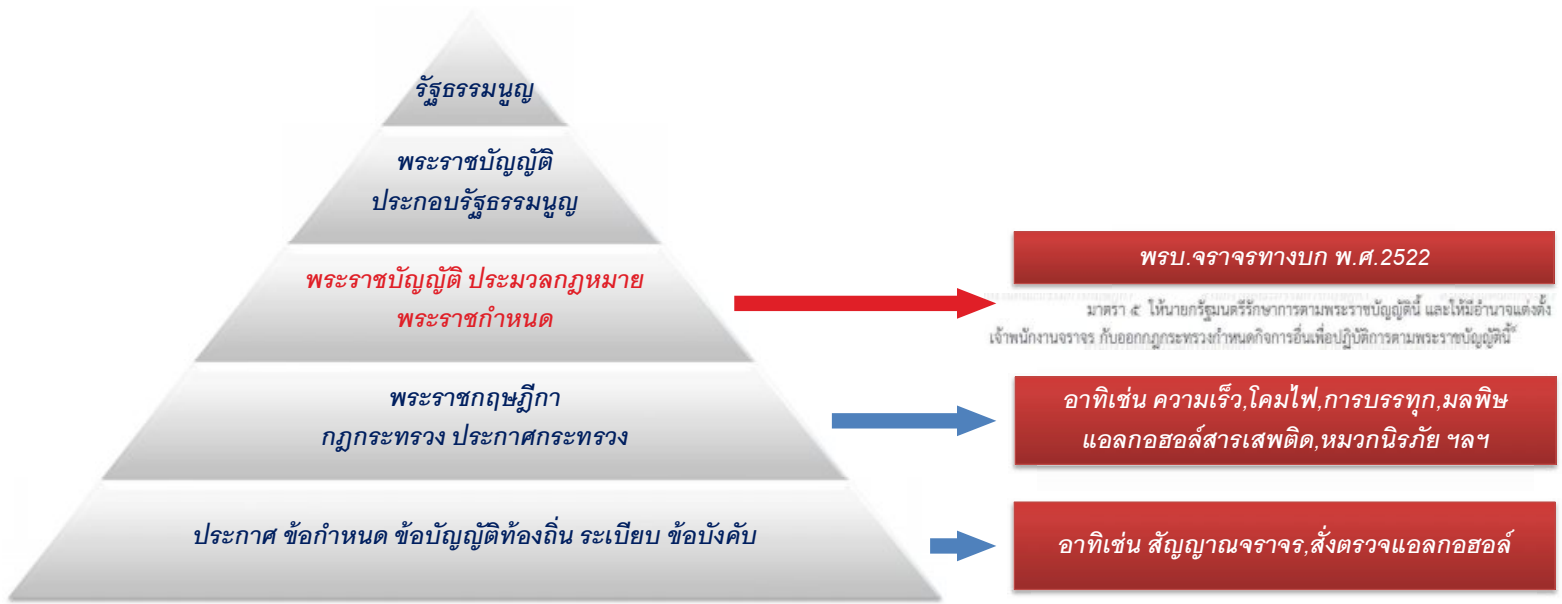 รัฐธรรมนูญ
พระราชบัญญัติ
ประกอบรัฐธรรมนูญ
พระราชบัญญัติ ประมวลกฎหมาย
พระราชกำหนด
พรบ.จราจรทางบก พ.ศ.2522
มาตรา ๕ ให้นายกรัฐมนตรีรักษาการตามพระราชบัญญัตินี้ และให้มีอำนาจแต่งตั้ง
เจ้าพนักงานจราจร กับออกกฎกระทรวงกำหนดกิจการอื่นเพื่อปฏิบัติการตามพระราชบัญญัตินี้
พระราชกฤษฎีกา
กฎกระทรวง ประกาศกระทรวง
อาทิเช่น ความเร็ว,โคมไฟ,การบรรทุก,มลพิษ
แอลกอฮอล์สารเสพติด,หมวกนิรภัย ฯลฯ
ประกาศ ข้อกำหนด ข้อบัญญัติท้องถิ่น ระเบียบ ข้อบังคับ
อาทิเช่น สัญญาณจราจร,สั่งตรวจแอลกอฮอล์